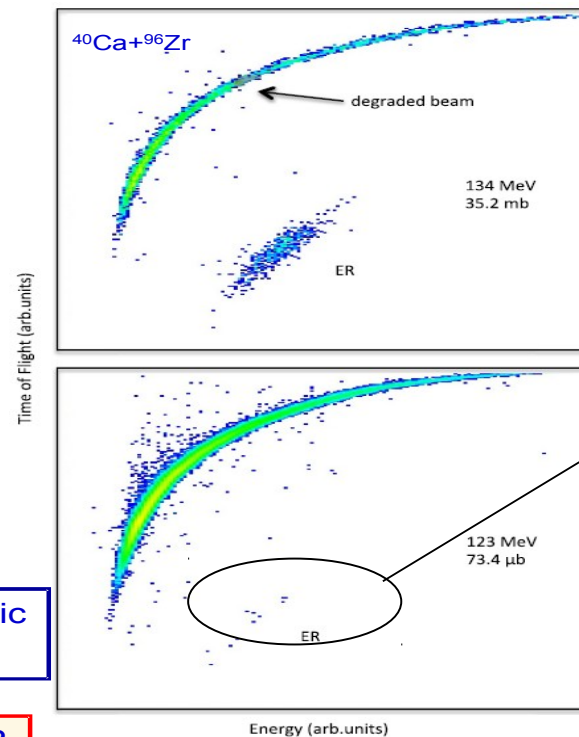 ⁴⁰Ca+⁹⁶Zr
degraded beam
134 MeV
35.2 mb
ER
Time of Flight (arb.units)
123 MeV
73.4 μb
ER
ic
Energy (arb.units)